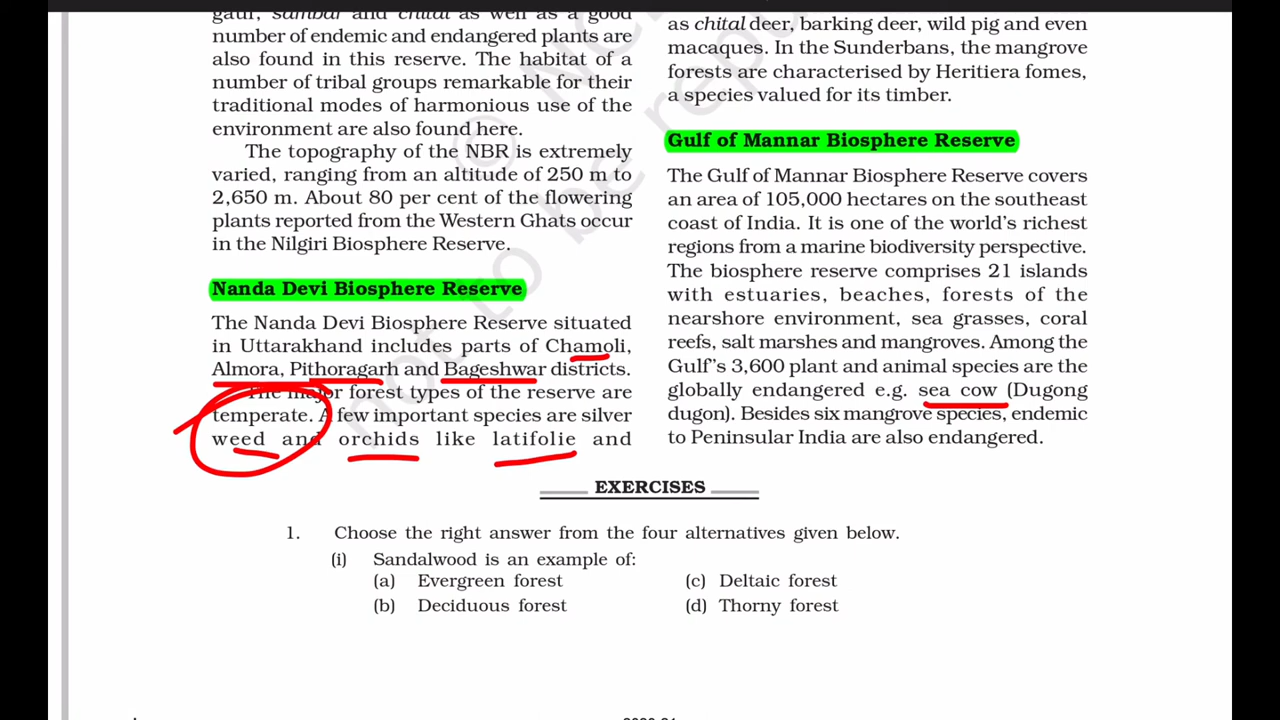 gaur, sambar and chital as well as a good
number of endemic and endangered plants are
also found in this reserve. The habitat of a
number of tribal groups remarkable for their
traditional modes of harmonious use of the
environment are also found here.
The topography of the NBR is extremely
varied, ranging from an altitude of 250 m to
2,650 m. About 80 per cent of the flowering
plants reported from the Western Ghats occur
in the Nilgiri Biosphere Reserve.
Nanda Devi Biosphere Reserve
The Nanda Devi Biosphere Reserve situated
in Uttarakhand includes parts of Chamoli,
Almora, Pithoragarh and Bageshwar districts.
The major forest types of the reserve are
temperate. A few important species are silver
weed and orchids like latifolie and
as chital deer, barking deer, wild pig and even
macaques. In the Sunderbans, the mangrove
forests are characterised by Heritiera fomes,
a species valued for its timber.
Gulf of Mannar Biosphere Reserve
The Gulf of Mannar Biosphere Reserve covers
an area of 105,000 hectares on the southeast
coast of India. It is one of the world's richest
regions from a marine biodiversity perspective.
The biosphere reserve comprises 21 islands
with estuaries, beaches, forests of the
nearshore environment, sea grasses, coral
reefs, salt marshes and mangroves. Among the
Gulf's 3,600 plant and animal species are the
globally endangered e.g. sea cow (Dugong
dugon). Besides six mangrove species, endemic
to Peninsular India are also endangered.
EXERCISES
1. Choose the right answer from the four alternatives given below.
(i) Sandalwood is an example of:
(a) Evergreen forest (c) Deltaic forest
(b) Deciduous forest (d) Thorny forest
not to be